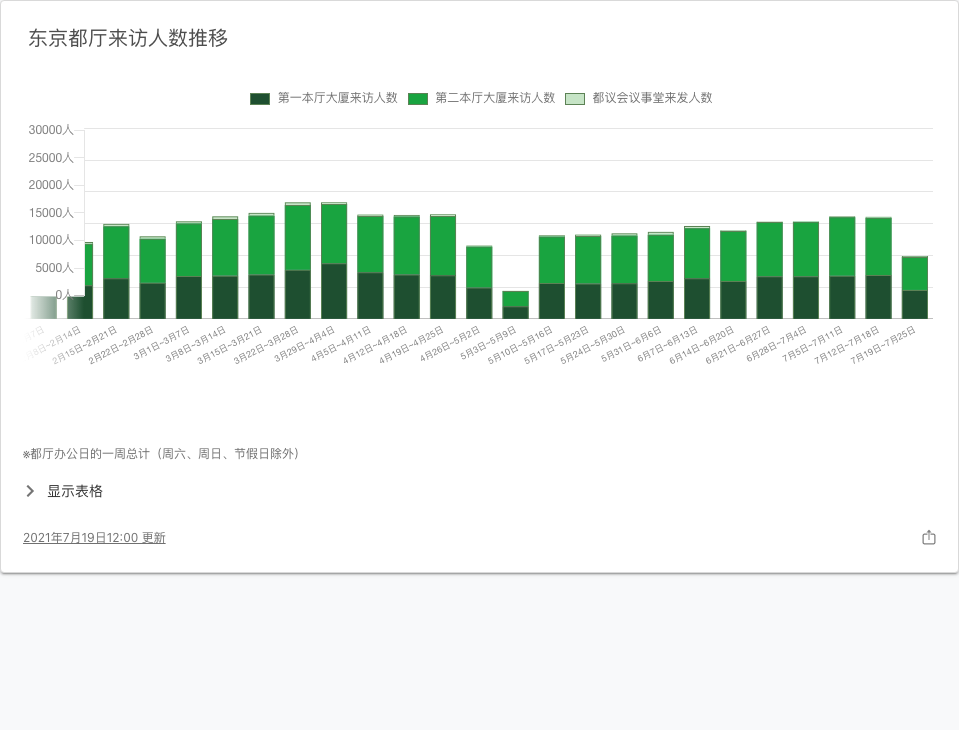 东京都厅来访人数推移
第一本厅大厦来访人数 第二本厅大厦来访人数 都议会议事堂来发人数
30000人
25000人
20000人
15000人
10000人
5000人
0人
2月15日~2月21日
2月22日~2月28日
3月1日~3月7日
3月8日~3月14日
3月15日~3月21日
3月22日~3月28日
3月29日~4月4日
4月5日~4月11日
4月12日~4月18日
4月19日~4月25日
4月26日~5月2日
5月3日~5月9日
5月10日~5月16日
5月17日~5月23日
5月24日~5月30日
5月31日~6月6日
6月7日~6月13日
6月14日~6月20日
6月21日~6月27日
6月28日~7月4日
7月5日~7月11日
7月12日~7月18日
7月19日~7月25日
※都厅办公日的一周总计（周六、周日、节假日除外）
显示表格
2021年7月19日12:00 更新